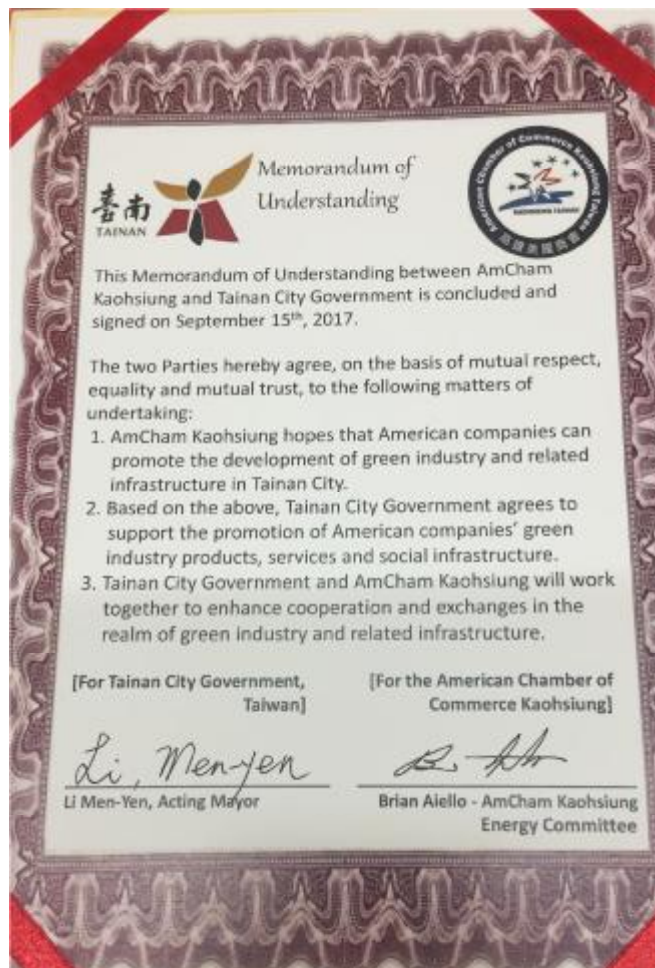 臺南
TAINAN
Memorandum of
Understanding
American Chamber of Commerce Kaohsiung Taiwan
This Memorandum of Understanding between AmCham
Kaohsiung and Tainan City Government is concluded and
signed on September 15th, 2017.
The two Parties hereby agree, on the basis of mutual respect,
equality and mutual trust, to the following matters of
undertaking:
1. AmCham Kaohsiung hopes that American companies can
promote the development of green industry and related
infrastructure in Tainan City.
2. Based on the above, Tainan City Government agrees to
support the promotion of American companies' green
industry products, services and social infrastructure.
3. Tainan City Government and AmCham Kaohsiung will work
together to enhance cooperation and exchanges in the
realm of green industry and related infrastructure.
[For Tainan City Government,
Taiwan]
[For the American Chamber of
Commerce Kaohsiung]
Li, Men-yen
Li Men-Yen, Acting Mayor
Brian Aiello - AmCham Kaohsiung
Energy Committee